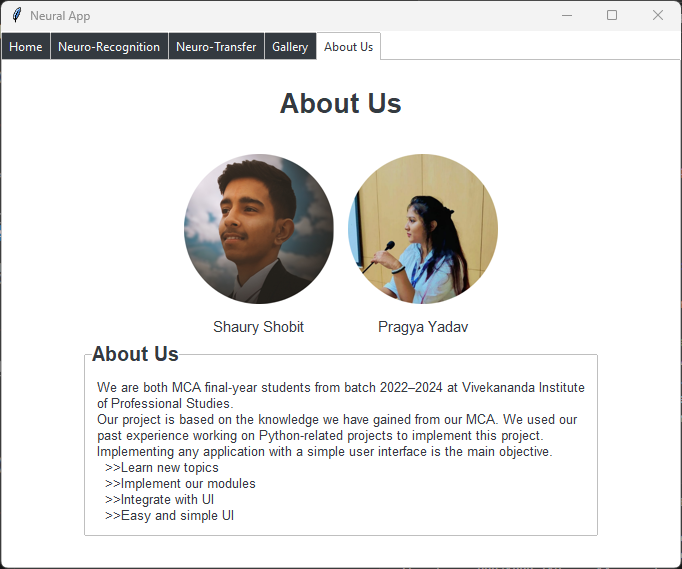 Neural App
Home Neuro-Recognition Neuro-Transfer Gallery About Us
About Us
Shaury Shobit Pragya Yadav
About Us
We are both MCA final-year students from batch 2022–2024 at Vivekananda Institute
of Professional Studies.
Our project is based on the knowledge we have gained from our MCA. We used our
past experience working on Python-related projects to implement this project.
Implementing any application with a simple user interface is the main objective.
>>Learn new topics
>>Implement our modules
>>Integrate with UI
>>Easy and simple UI